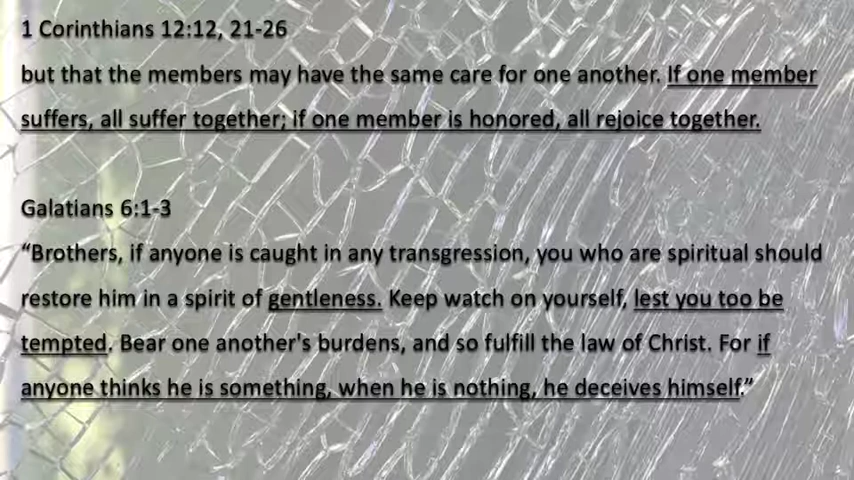 1 Corinthians 12:12, 21-26
but that the members may have the same care for one another. If one member
suffers, all suffer together; if one member is honored, all rejoice together.
Galatians 6:1-3
“Brothers, if anyone is caught in any transgression, you who are spiritual should
restore him in a spirit of gentleness. Keep watch on yourself, lest you too be
tempted. Bear one another's burdens, and so fulfill the law of Christ. For if
anyone thinks he is something, when he is nothing, he deceives himself.”